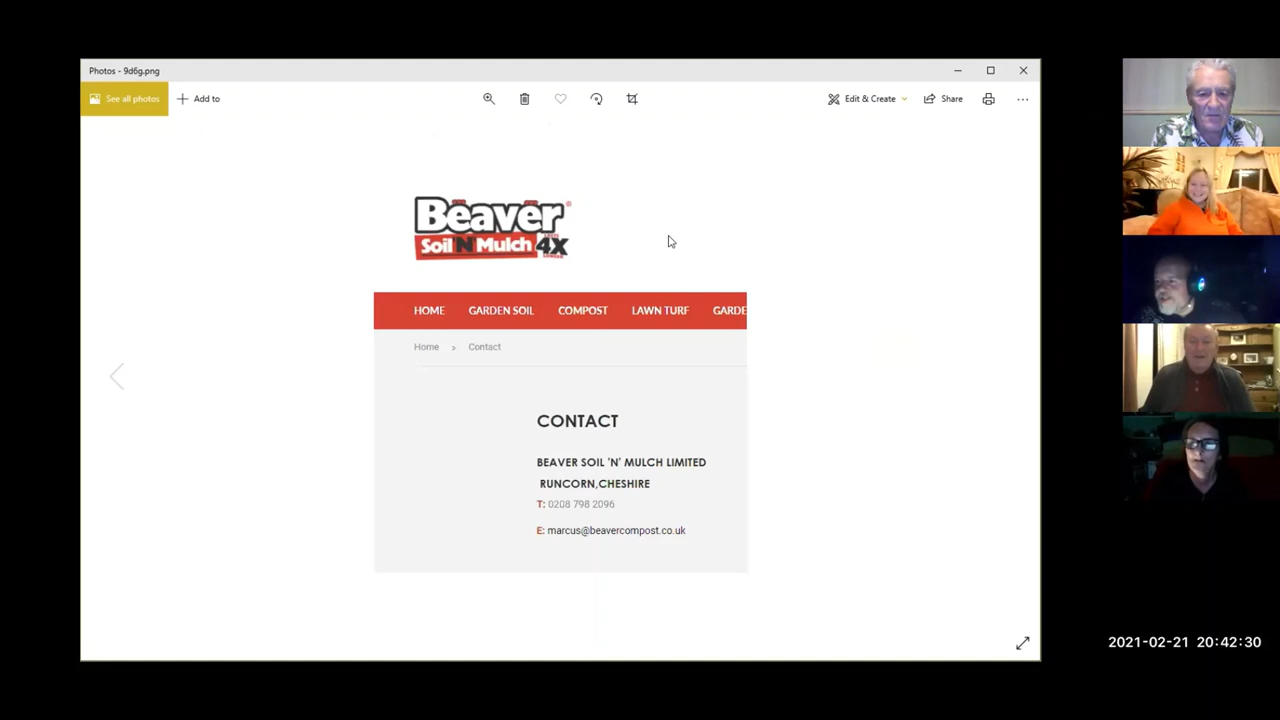 Photos - 9d6g.png
See all photos
Add to
Edit & Create
Share
Beaver®
Soil 'N' Mulch 4X
HOME GARDEN SOIL COMPOST LAWN TURF GARDE
Home > Contact
CONTACT
BEAVER SOIL 'N' MULCH LIMITED
RUNCORN,CHESHIRE
T: 0208 798 2096
E: marcus@beavercompost.co.uk
2021-02-21 20:42:30